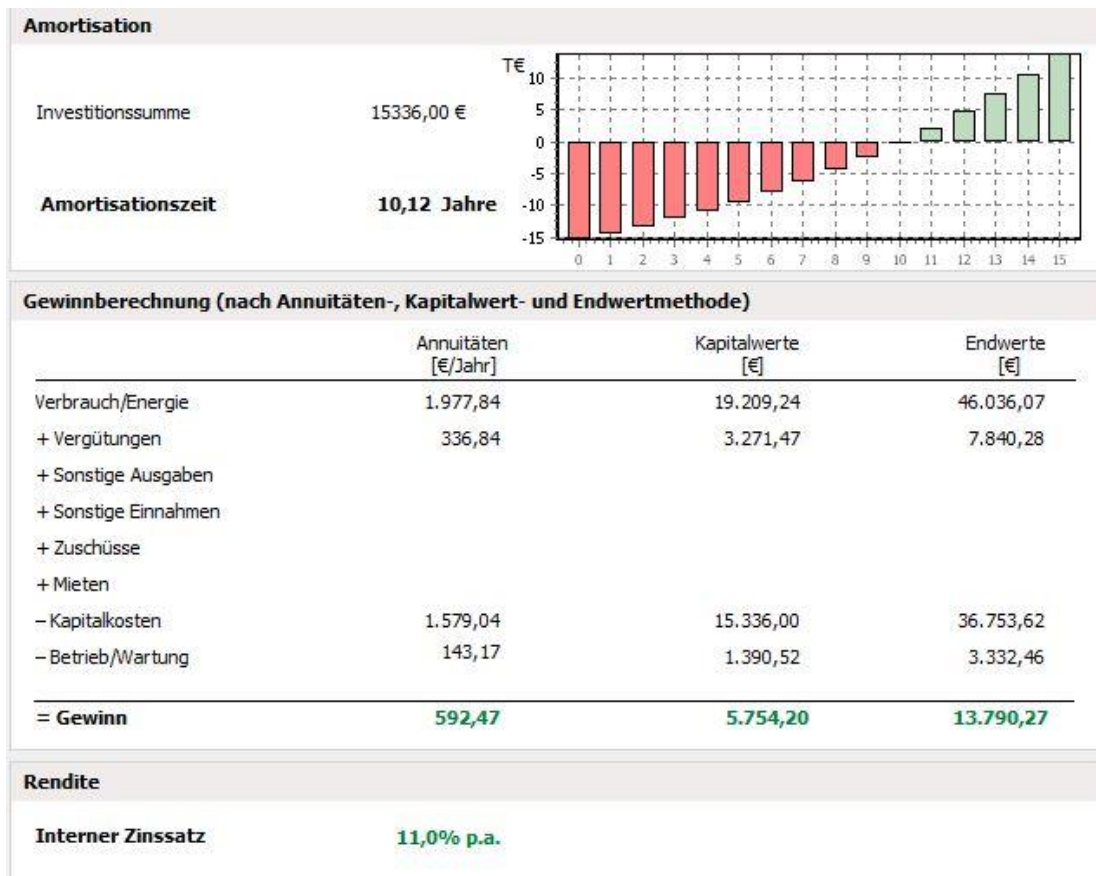 Amortisation
Investitionssumme 15336,00 €
Amortisationszeit 10,12 Jahre
T€
10
5
0
-5
-10
-15
0 1 2 3 4 5 6 7 8 9 10 11 12 13 14 15
Gewinnberechnung (nach Annuitäten-, Kapitalwert- und Endwertmethode)
Annuitäten Kapitalwerte Endwerte
[€/Jahr] [€] [€]
Verbrauch/Energie 1.977,84 19.209,24 46.036,07
+ Vergütungen 336,84 3.271,47 7.840,28
+ Sonstige Ausgaben
+ Sonstige Einnahmen
+ Zuschüsse
+ Mieten
– Kapitalkosten 1.579,04 15.336,00 36.753,62
– Betrieb/Wartung 143,17 1.390,52 3.332,46
= Gewinn 592,47 5.754,20 13.790,27
Rendite
Interner Zinssatz 11,0% p.a.